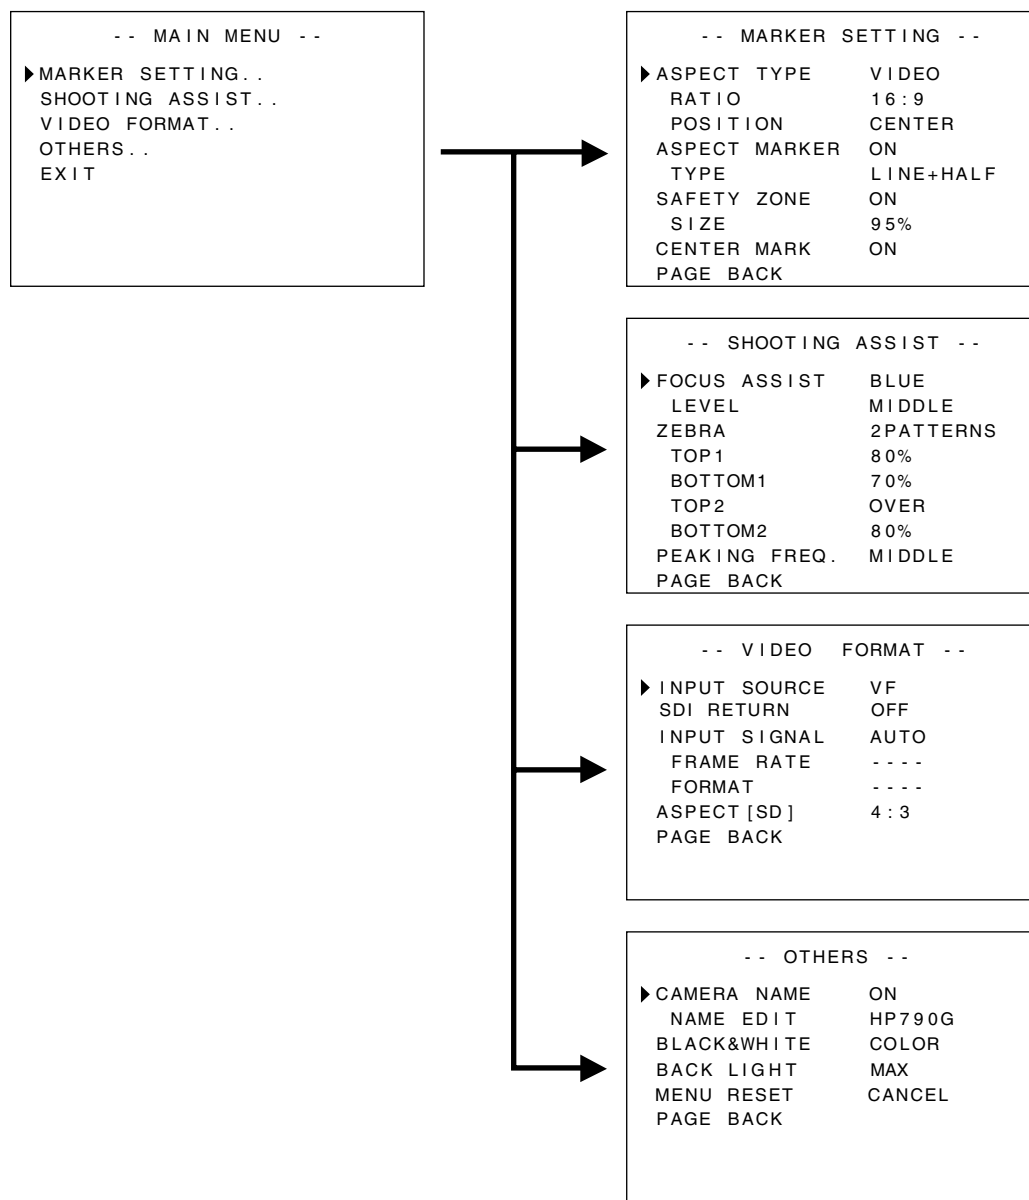 -- MAIN MENU --
MARKER SETTING..
SHOOTING ASSIST..
VIDEO FORMAT..
OTHERS..
EXIT
-- MARKER SETTING --
ASPECT TYPE VIDEO
RATIO 16:9
POSITION CENTER
ASPECT MARKER ON
TYPE LINE+HALF
SAFETY ZONE ON
SIZE 95%
CENTER MARK ON
PAGE BACK
-- SHOOTING ASSIST --
FOCUS ASSIST BLUE
LEVEL MIDDLE
ZEBRA 2PATTERNS
TOP1 80%
BOTTOM1 70%
TOP2 OVER
BOTTOM2 80%
PEAKING FREQ. MIDDLE
PAGE BACK
-- VIDEO FORMAT --
INPUT SOURCE VF
SDI RETURN OFF
INPUT SIGNAL AUTO
FRAME RATE ----
FORMAT ----
ASPECT[SD] 4:3
PAGE BACK
-- OTHERS --
CAMERA NAME ON
NAME EDIT HP790G
BLACK&WHITE COLOR
BACK LIGHT MAX
MENU RESET CANCEL
PAGE BACK